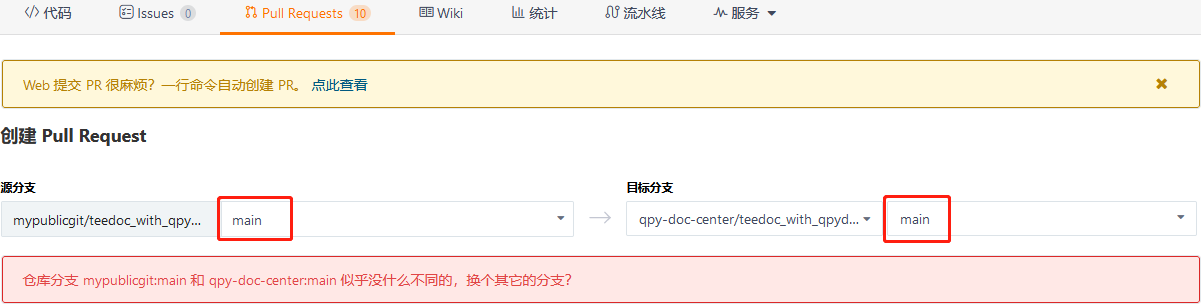 代码 Issues 0 Pull Requests 10 Wiki 统计 流水线 服务
Web 提交 PR 很麻烦？一行命令自动创建 PR。 点此查看
创建 Pull Request
源分支 目标分支
mypublicgit/teedoc_with_qpy... main qpy-doc-center/teedoc_with_qpyd... main
仓库分支 mypublicgit:main 和 qpy-doc-center:main 似乎没什么不同的，换个其它的分支？